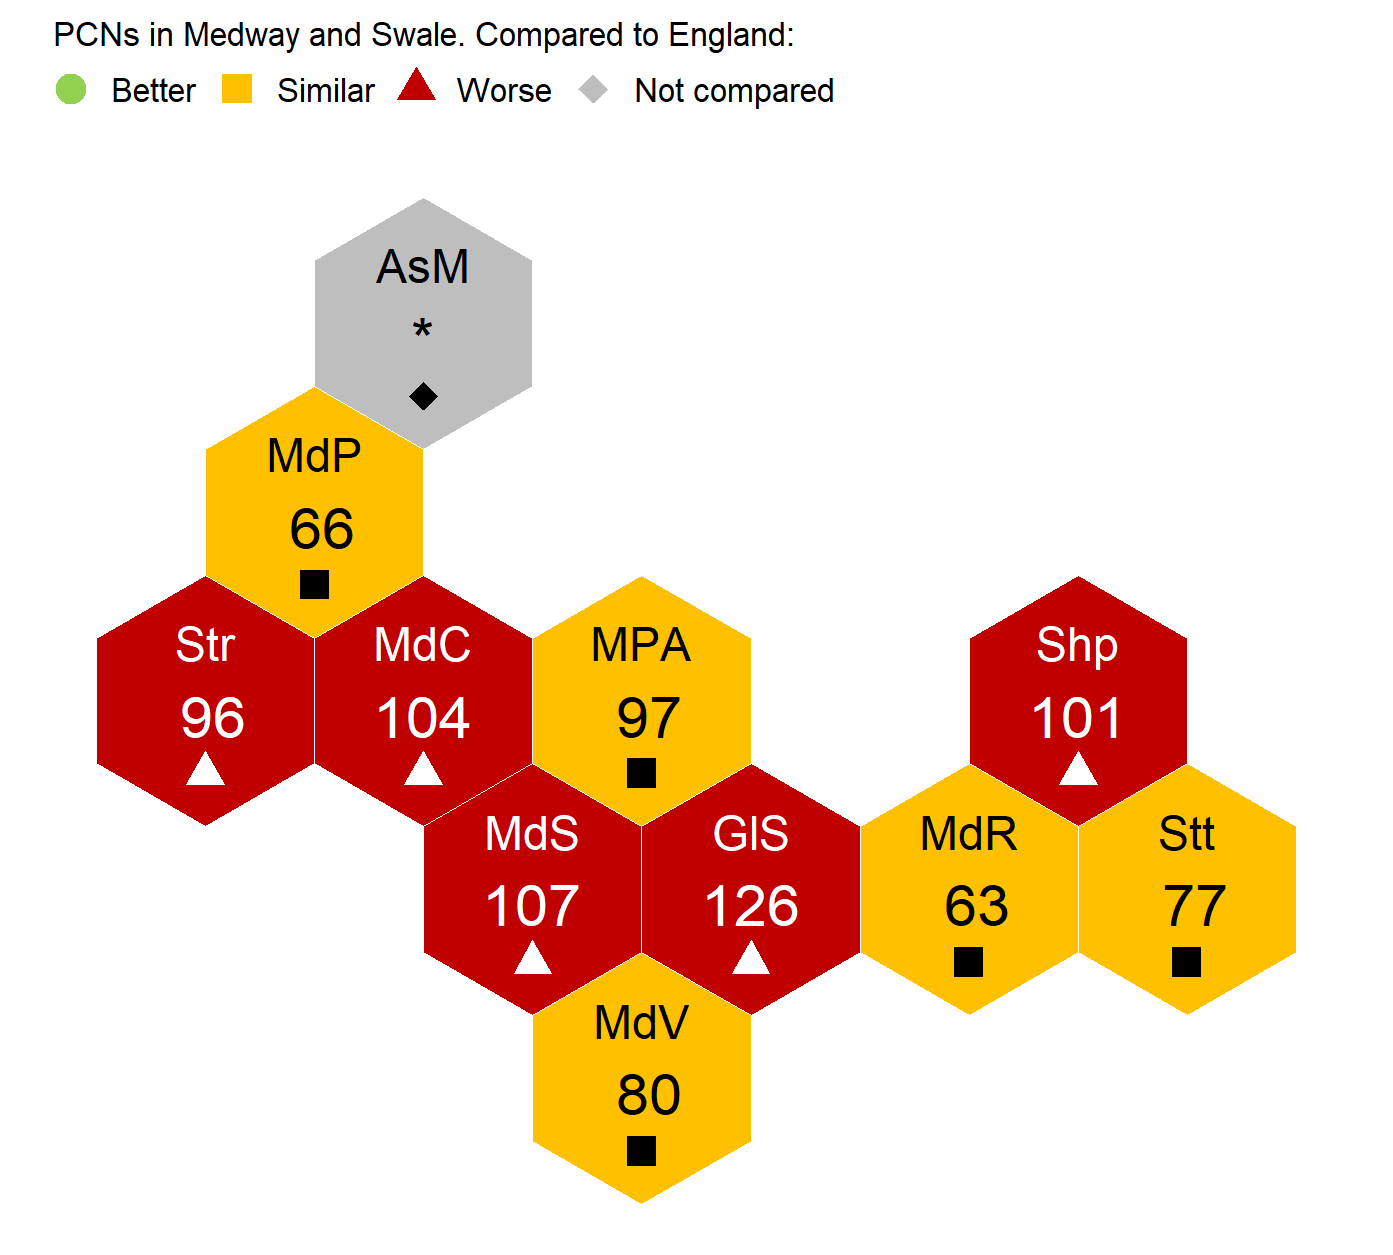 PCNs in Medway and Swale. Compared to England:
Better Similar Worse Not compared
AsM
*
MdP
66
Str
96
MdC
104
MPA
97
Shp
101
MdS
107
GlS
126
MdR
63
Stt
77
MdV
80